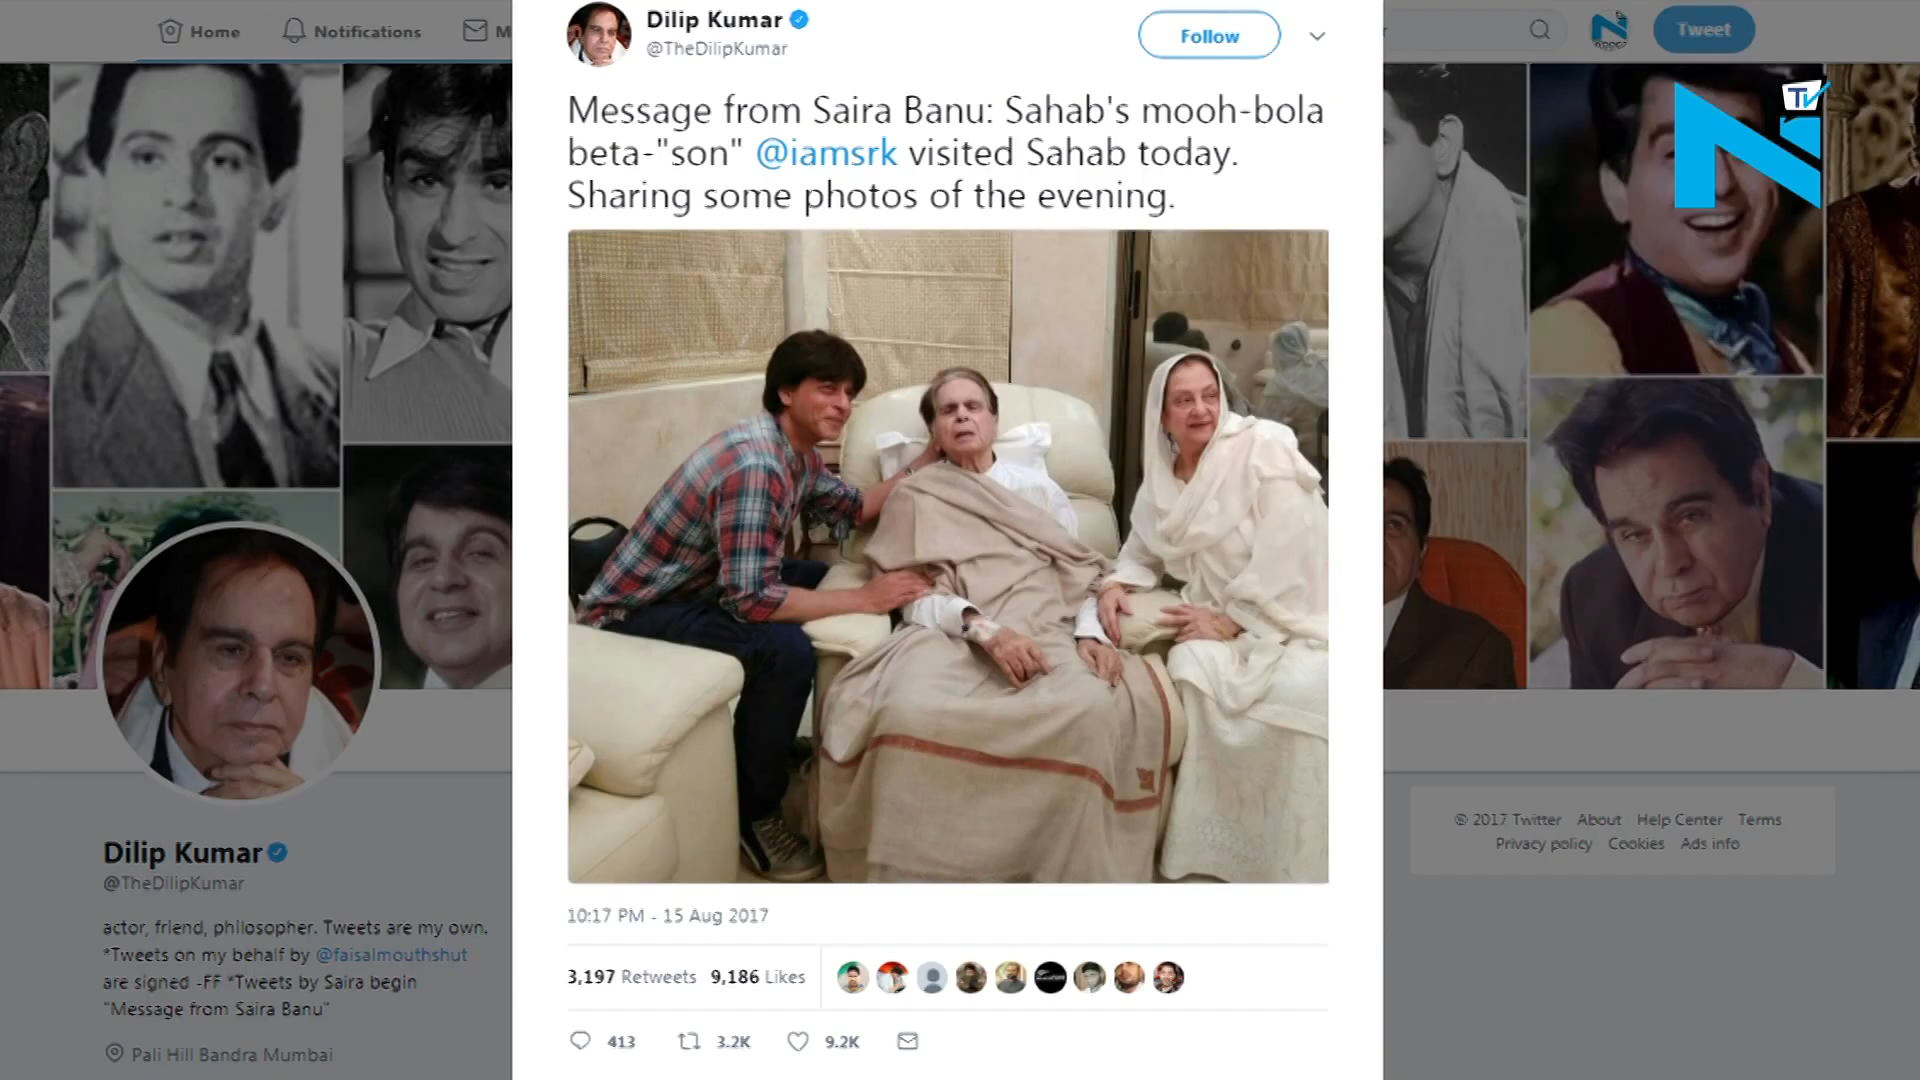 Home
Notifications
M
Tweet
Dilip Kumar
@TheDilipKumar
Follow
TV
Message from Saira Banu: Sahab's mooh-bola
beta-"son" @iamsrk visited Sahab today.
Sharing some photos of the evening.
10:17 PM - 15 Aug 2017
3,197 Retweets 9,186 Likes
413 3.2K 9.2K
Dilip Kumar
@TheDilipKumar
actor, friend, philosopher. Tweets are my own.
*Tweets on my behalf by @faisalmouthshut
are signed -FF *Tweets by Saira begin
"Message from Saira Banu"
Pali Hill Bandra Mumbai
© 2017 Twitter About Help Center Terms
Privacy policy Cookies Ads info